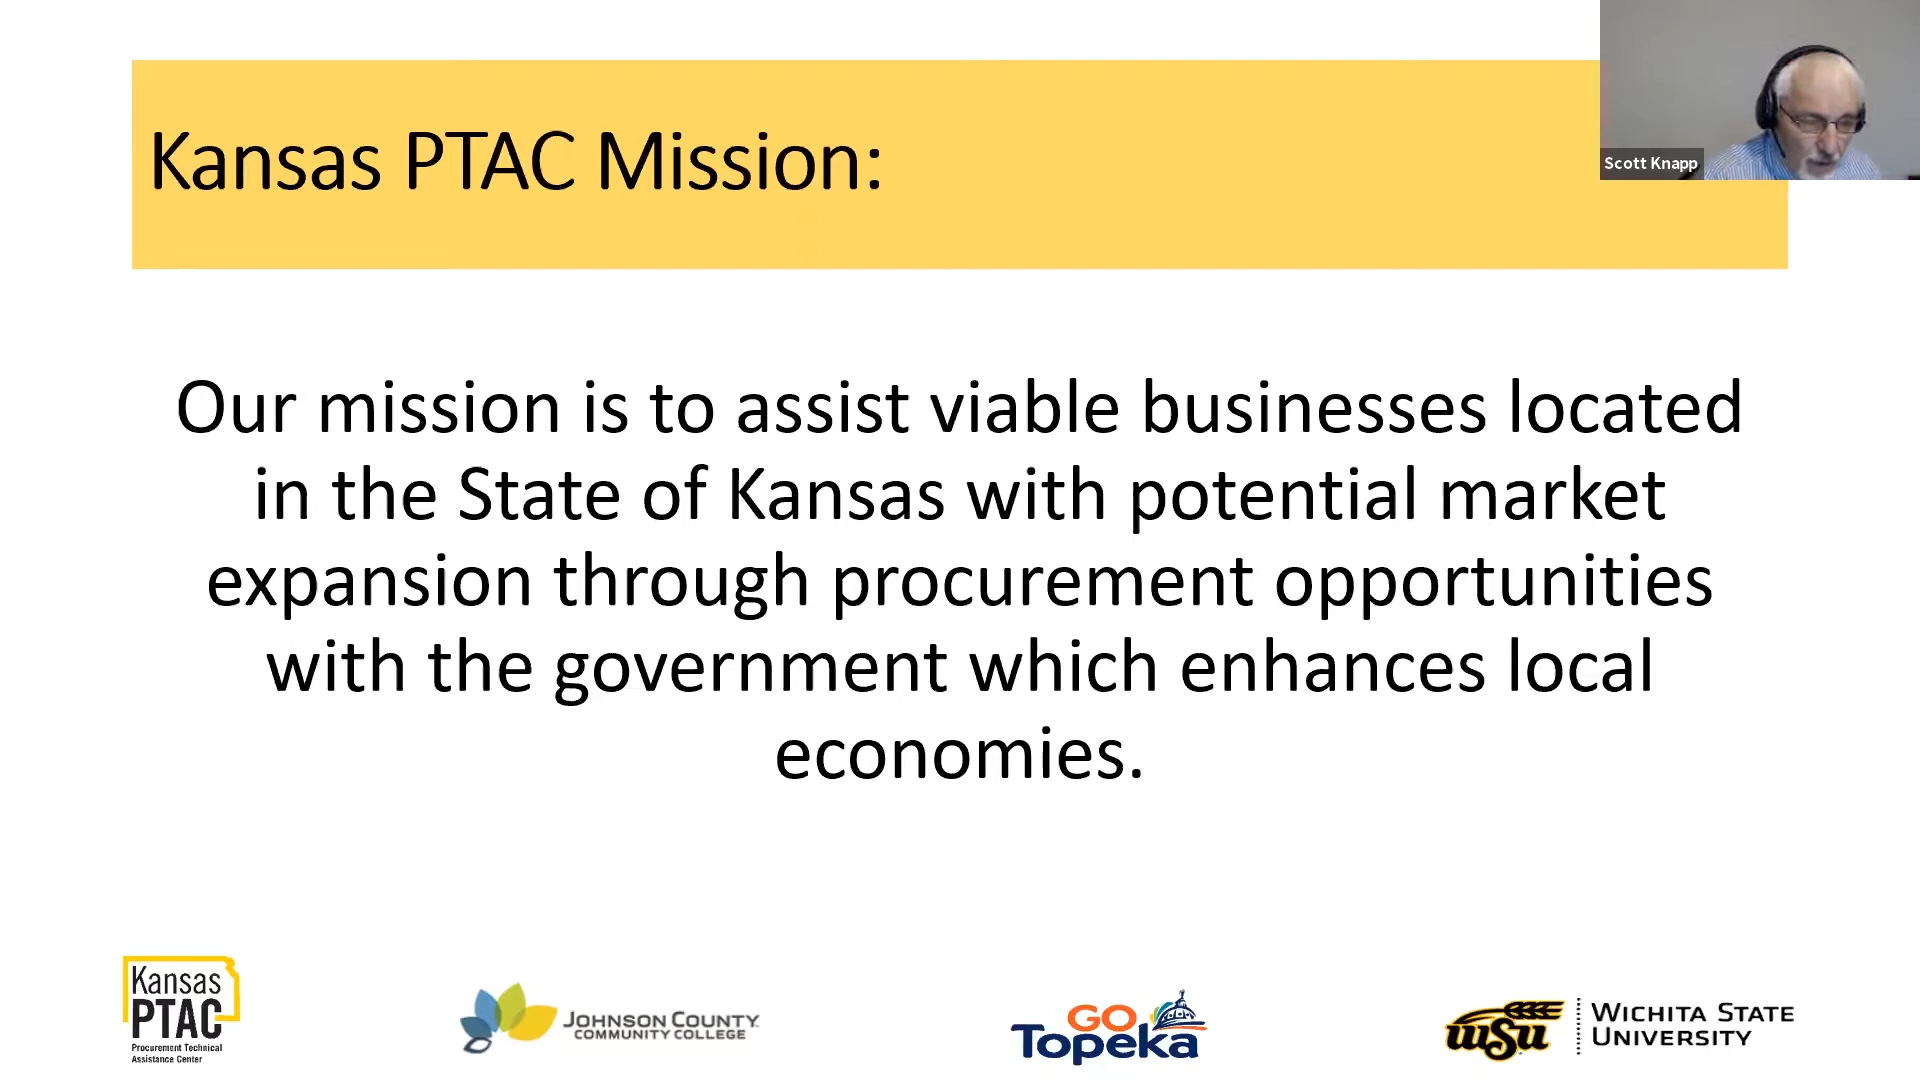 Kansas PTAC Mission:
Scott Knapp
Our mission is to assist viable businesses located
in the State of Kansas with potential market
expansion through procurement opportunities
with the government which enhances local
economies.
Kansas
PTAC
Procurement Technical
Assistance Center
JOHNSON COUNTY
COMMUNITY COLLEGE
GO
Topeka
WSU
WICHITA STATE
UNIVERSITY